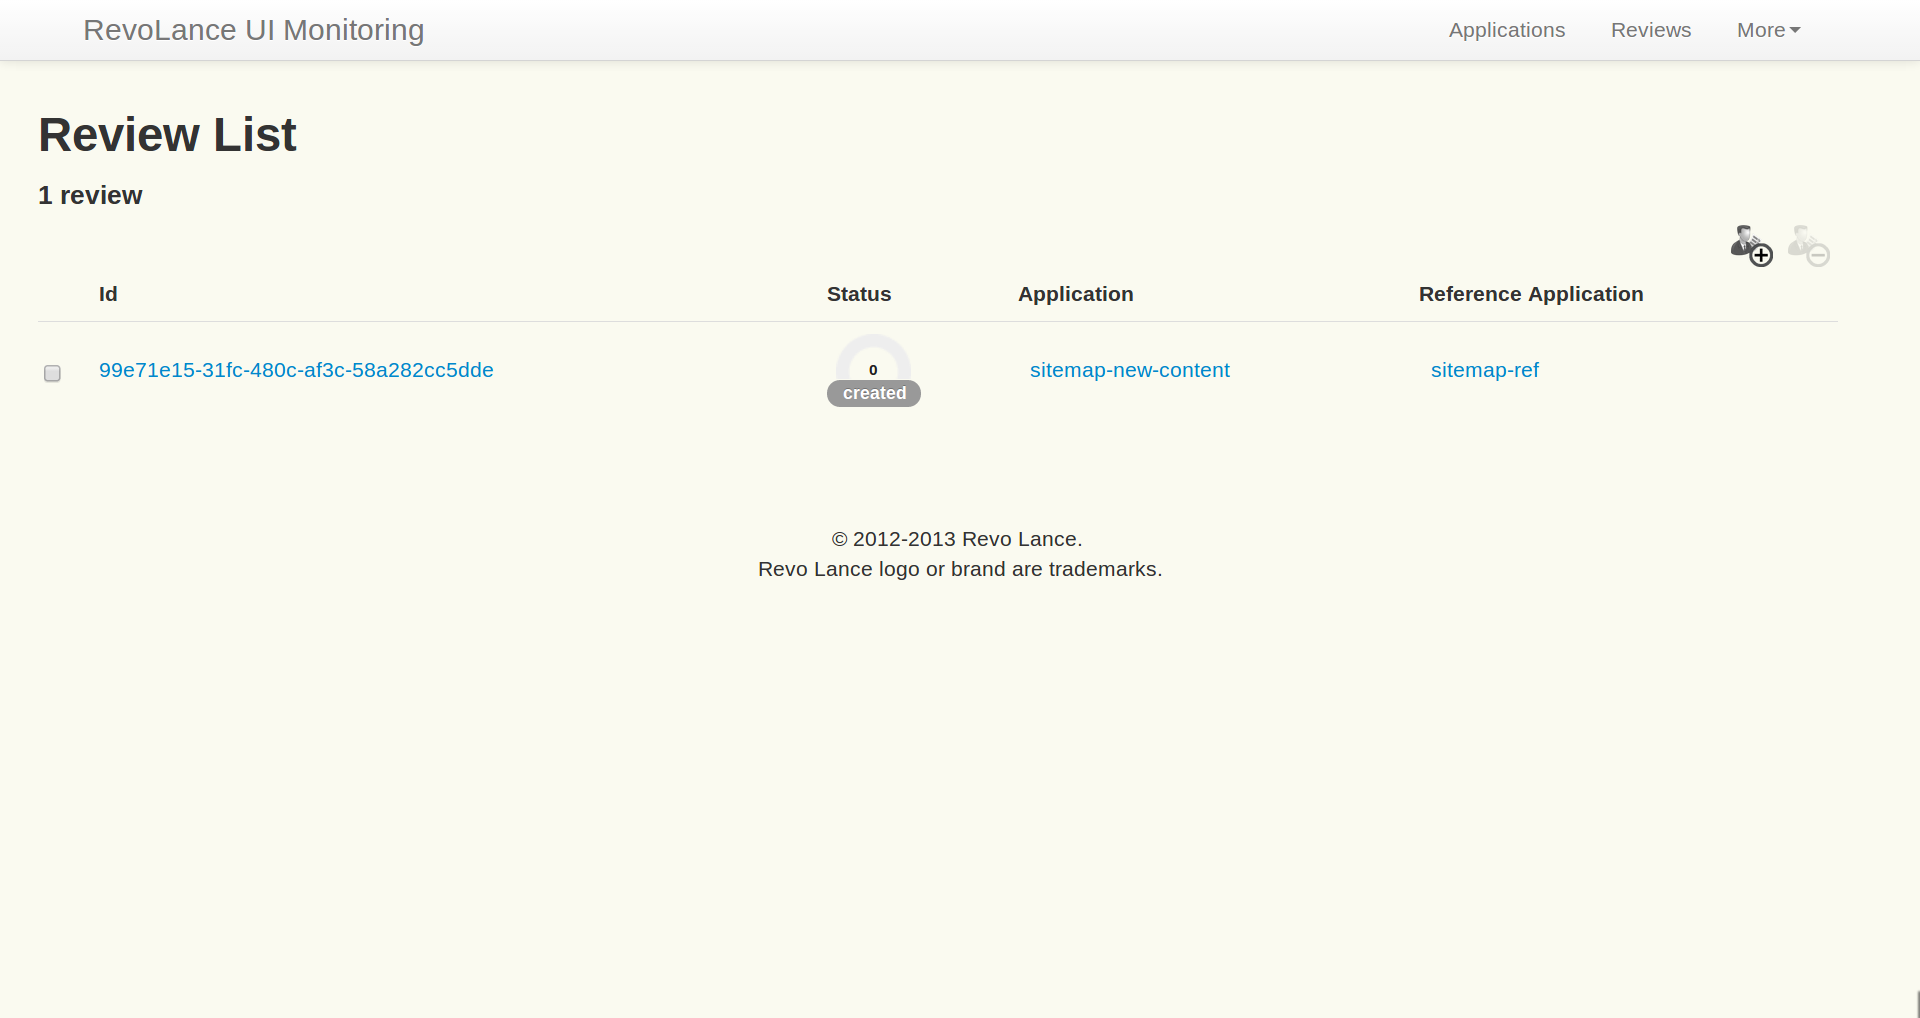 RevoLance UI Monitoring Applications Reviews More
Review List
1 review
Id Status Application Reference Application
99e71e15-31fc-480c-af3c-58a282cc5dde 0 sitemap-new-content sitemap-ref
created
© 2012-2013 Revo Lance.
Revo Lance logo or brand are trademarks.